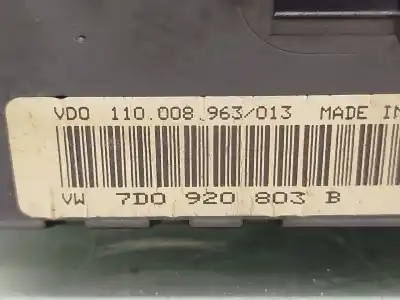 VDO 110.008.963/013 MADE IN
VW 7D0 920 803 B